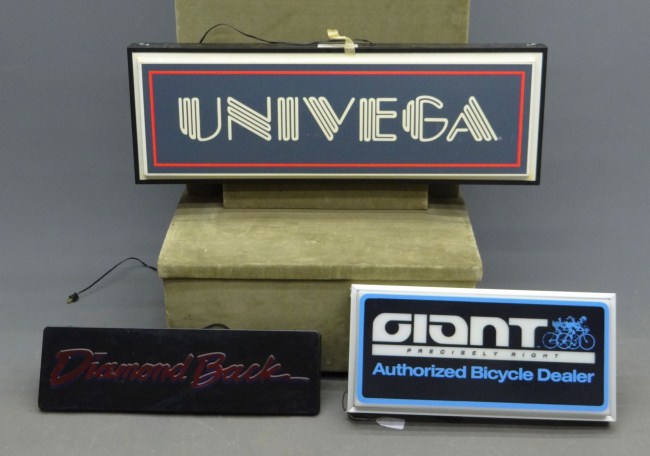 UNIVEGA
Diamond Back
GIANT
PRECISELY RIGHT
Authorized Bicycle Dealer